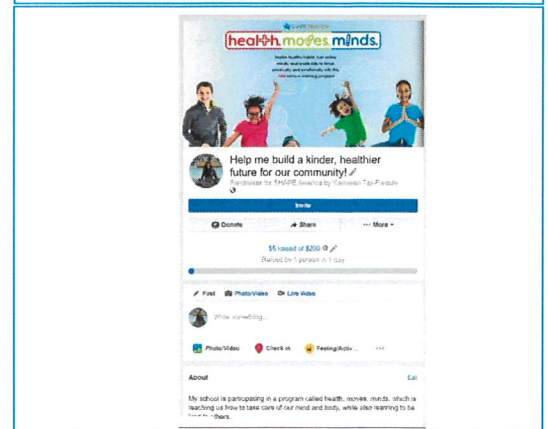 SHAPE America
health. moves. minds.
Help me build a kinder, healthier
future for our community!
Fundraiser for SHAPE America by
Invite
Donate
Share
More
$5 raised of $200
Raised by 1 person in 1 day
Post
Photo/Video
Live Video
Write something...
Photo/Video
Check in
Feeling/Activ...
About
Edit
My school is participating in a program called health. moves. minds. which is
teaching us how to take care of our mind and body, while also learning to be
kind to others.